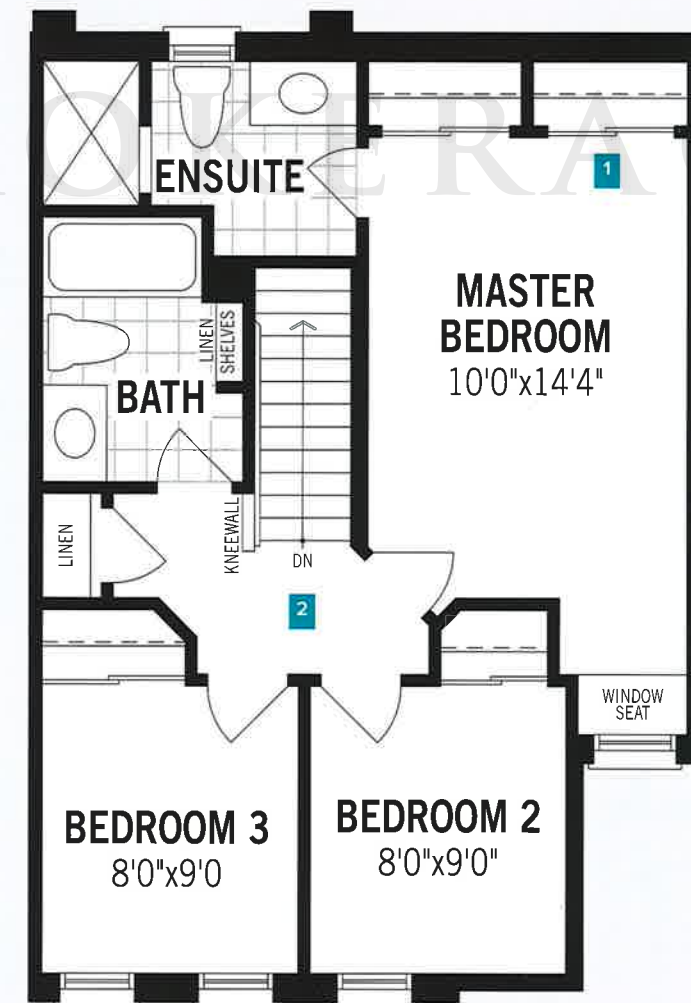 OKERA
ENSUITE
1
MASTER
BEDROOM
10'0"x14'4"
LINEN
SHELVES
BATH
LINEN
KNEEWALL
DN
2
WINDOW
SEAT
BEDROOM 3
8'0"x9'0
BEDROOM 2
8'0"x9'0"